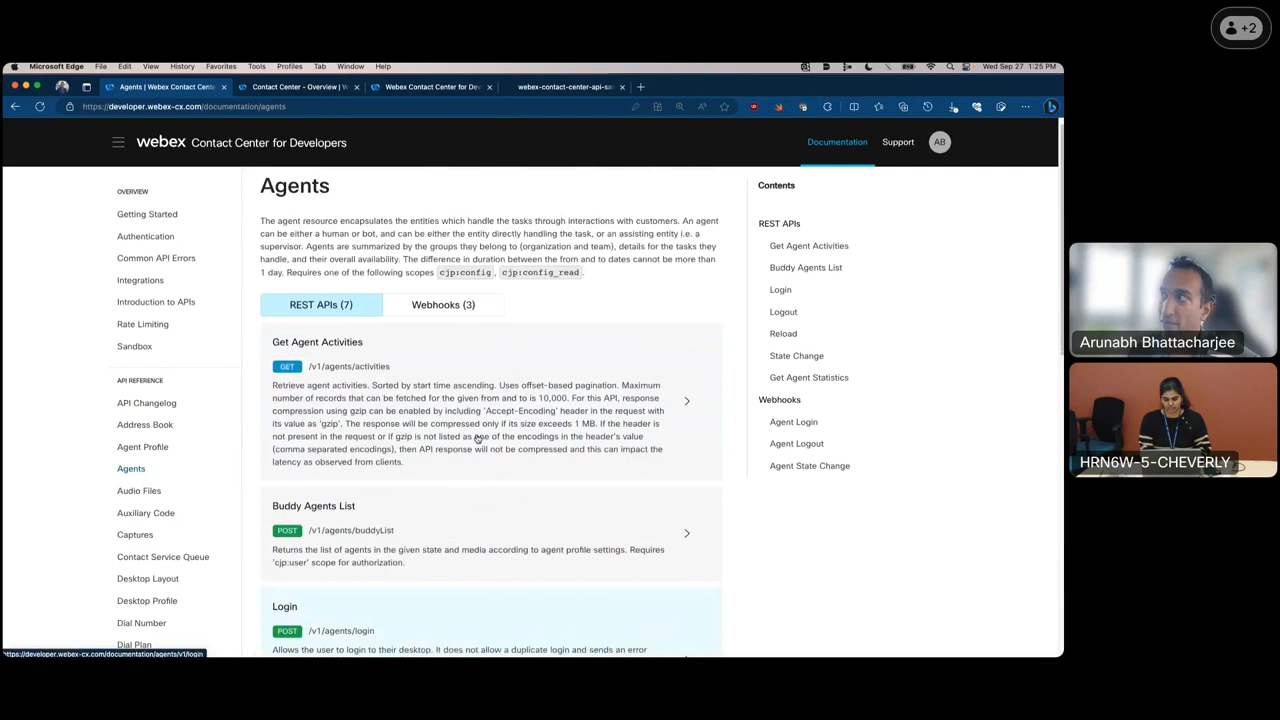 +2
Microsoft Edge File Edit View History Favorites Tools Profiles Tab Window Help
Wed Sep 27 1:25 PM
Agents | Webex Contact Cente
Contact Center - Overview | W
Webex Contact Center for Dev
webex-contact-center-api-sa
https://developer.webex-cx.com/documentation/agents
webex Contact Center for Developers
Documentation
Support
AB
OVERVIEW
Getting Started
Authentication
Common API Errors
Integrations
Introduction to APIs
Rate Limiting
Sandbox
API REFERENCE
API Changelog
Address Book
Agent Profile
Agents
Audio Files
Auxiliary Code
Captures
Contact Service Queue
Desktop Layout
Desktop Profile
Dial Number
Dial Plan
https://developer.webex-cx.com/documentation/agents/v1/login
Agents
The agent resource encapsulates the entities which handle the tasks through interactions with customers. An agent
can be either a human or bot, and can be either the entity directly handling the task, or an assisting entity i.e. a
supervisor. Agents are summarized by the groups they belong to (organization and team), details for the tasks they
handle, and their overall availability. The difference in duration between the from and to dates cannot be more than
1 day. Requires one of the following scopes cjp:config, cjp:config_read.
REST APIs (7)
Webhooks (3)
Get Agent Activities
GET /v1/agents/activities
Retrieve agent activities. Sorted by start time ascending. Uses offset-based pagination. Maximum
number of records that can be fetched for the given from and to is 10,000. For this API, response
compression using gzip can be enabled by including 'Accept-Encoding' header in the request with
its value as 'gzip'. The response will be compressed only if its size exceeds 1 MB. If the header is
not present in the request or if gzip is not listed as one of the encodings in the header's value
(comma separated encodings), then API response will not be compressed and this can impact the
latency as observed from clients.
Buddy Agents List
POST /v1/agents/buddyList
Returns the list of agents in the given state and media according to agent profile settings. Requires
'cjp:user' scope for authorization.
Login
POST /v1/agents/login
Allows the user to login to their desktop. It does not allow a duplicate login and sends an error
Contents
REST APIs
Get Agent Activities
Buddy Agents List
Login
Logout
Reload
State Change
Get Agent Statistics
Webhooks
Agent Login
Agent Logout
Agent State Change
Arunabh Bhattacharjee
HRN6W-5-CHEVERLY